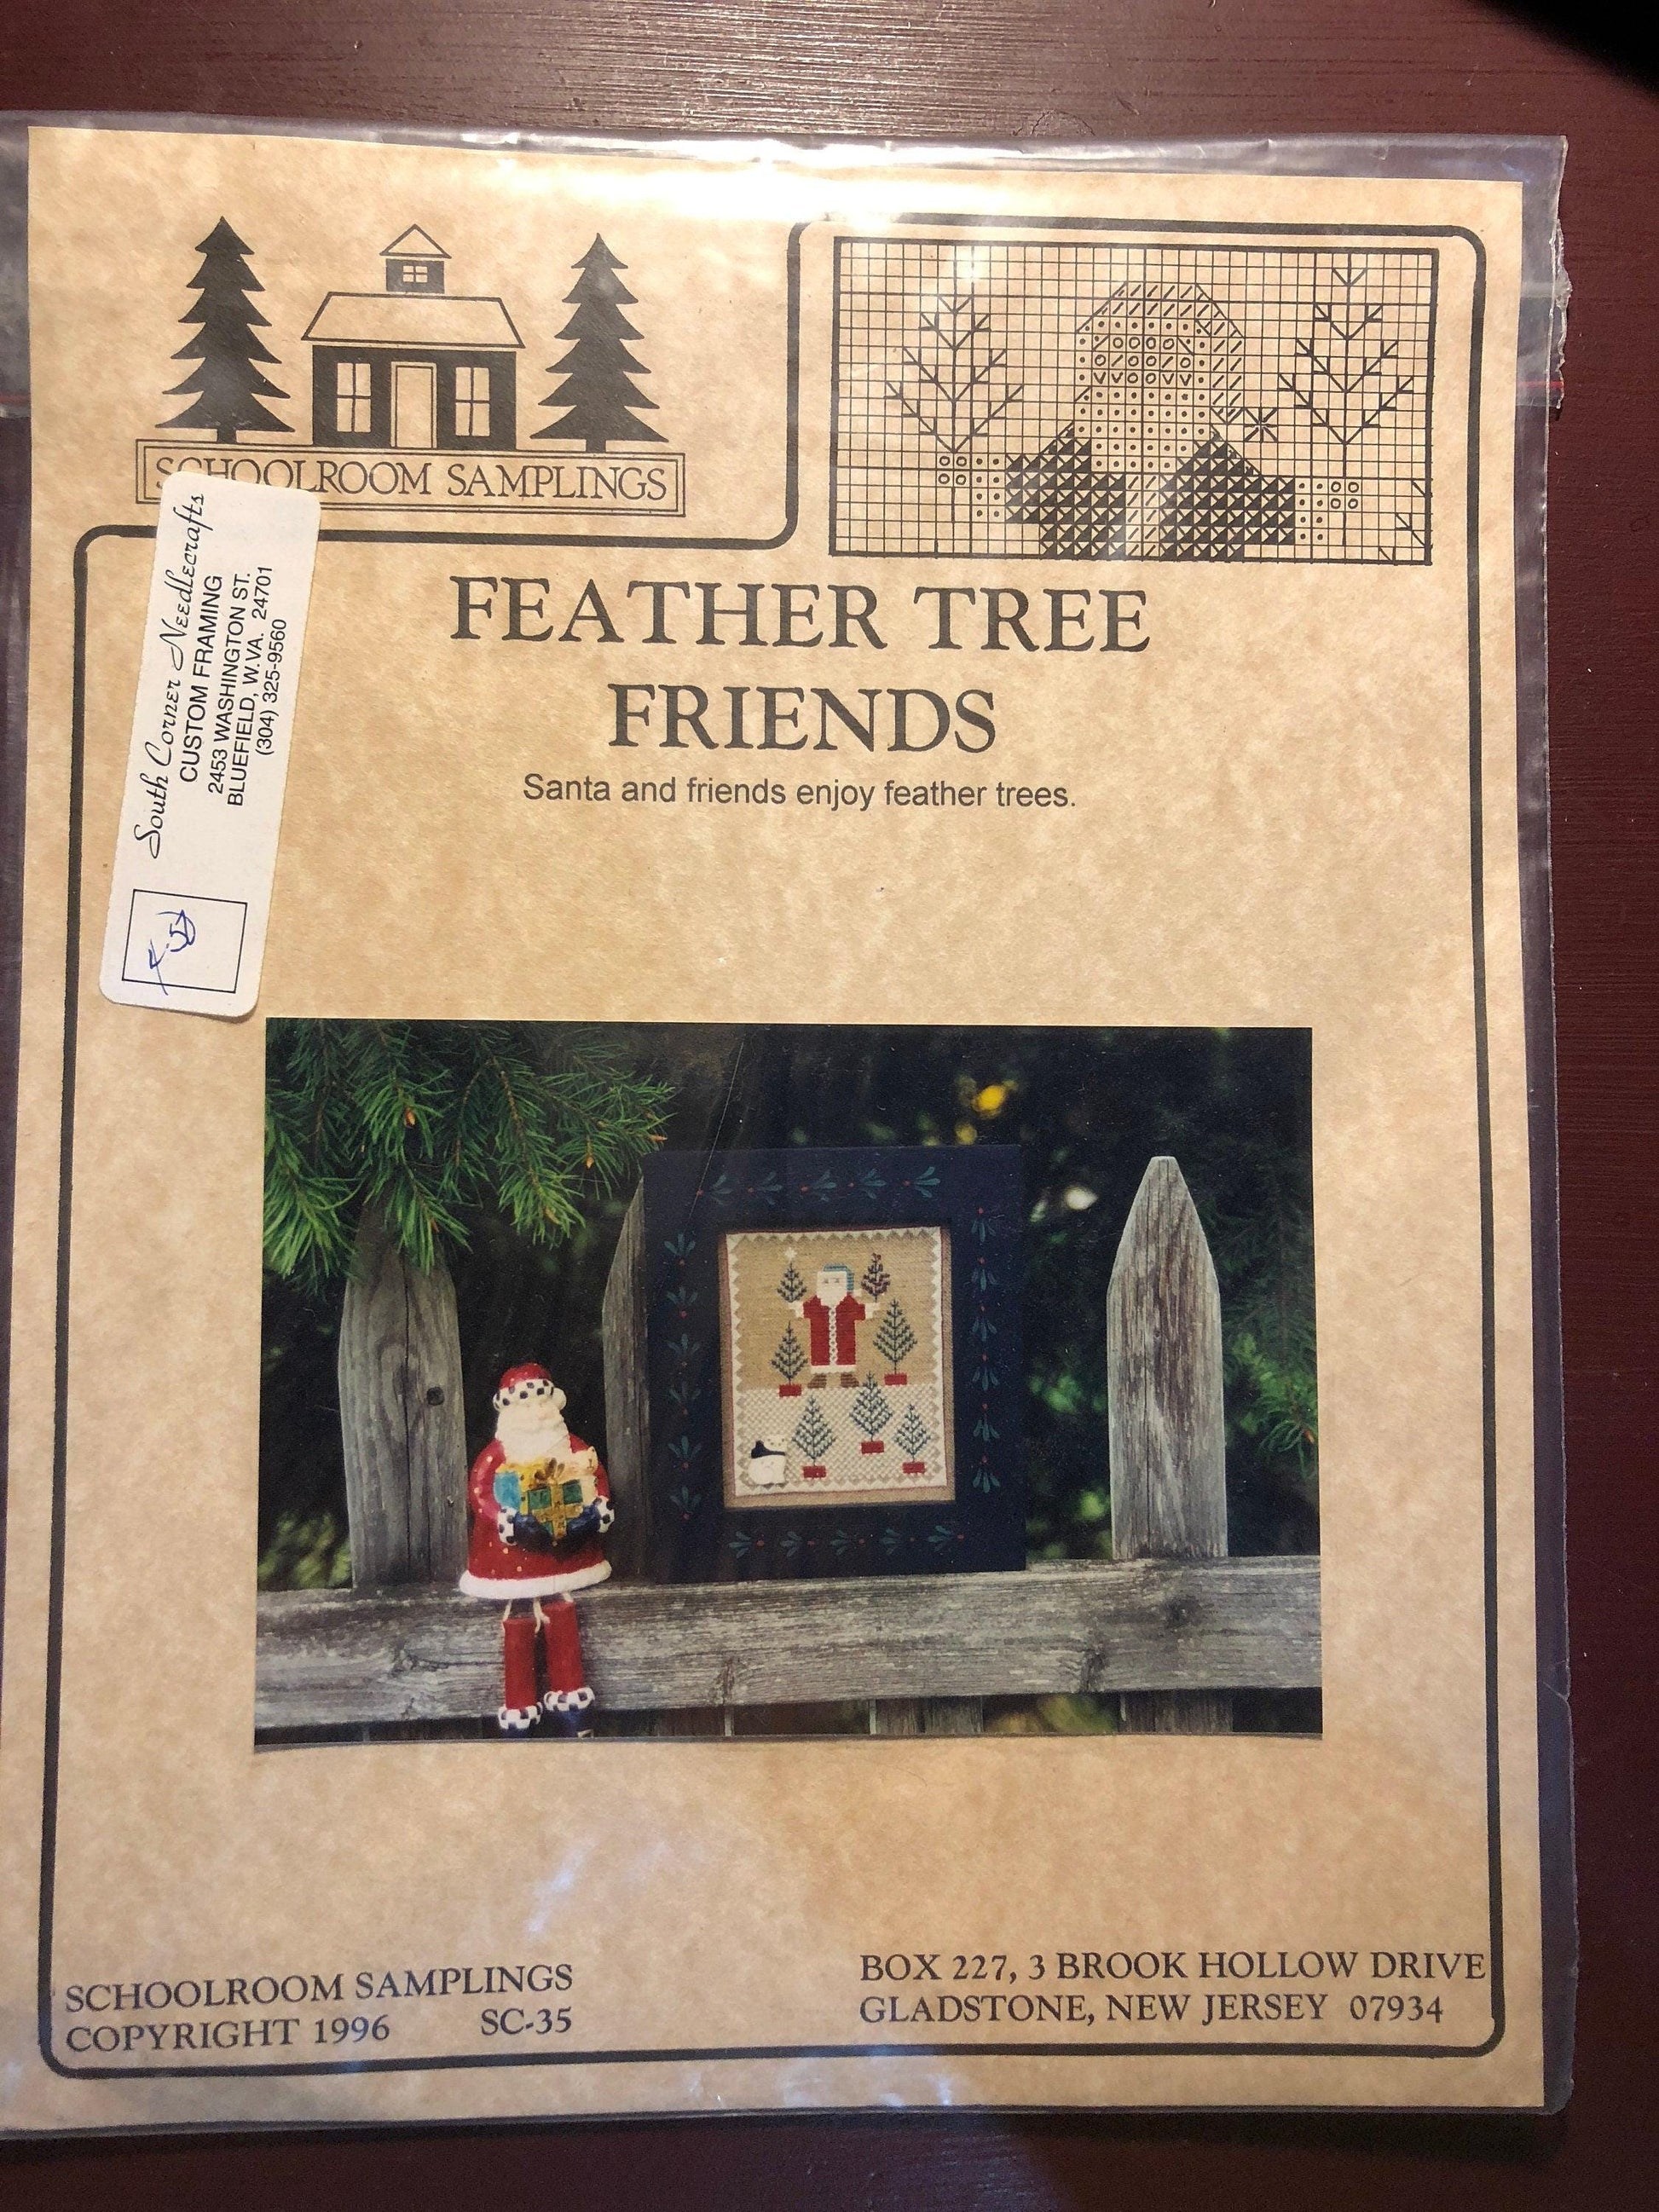 SCHOOLROOM SAMPLINGS
South Corner Needlecrafts
CUSTOM FRAMING
2453 WASHINGTON ST.
BLUEFIELD, W.VA. 24701
(304) 325-9560
FEATHER TREE
FRIENDS
Santa and friends enjoy feather trees.
SCHOOLROOM SAMPLINGS
COPYRIGHT 1996 SC-35
BOX 227, 3 BROOK HOLLOW DRIVE
GLADSTONE, NEW JERSEY 07934